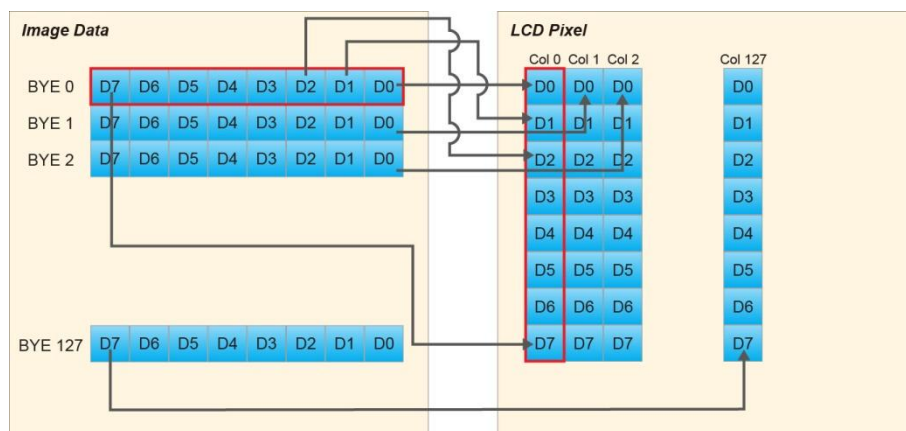 Image Data
BYE 0 D7 D6 D5 D4 D3 D2 D1 D0
BYE 1 D7 D6 D5 D4 D3 D2 D1 D0
BYE 2 D7 D6 D5 D4 D3 D2 D1 D0
BYE 127 D7 D6 D5 D4 D3 D2 D1 D0
LCD Pixel
Col 0 Col 1 Col 2 Col 127
D0 D0 D0 D0
D1 D1 D1 D1
D2 D2 D2 D2
D3 D3 D3 D3
D4 D4 D4 D4
D5 D5 D5 D5
D6 D6 D6 D6
D7 D7 D7 D7